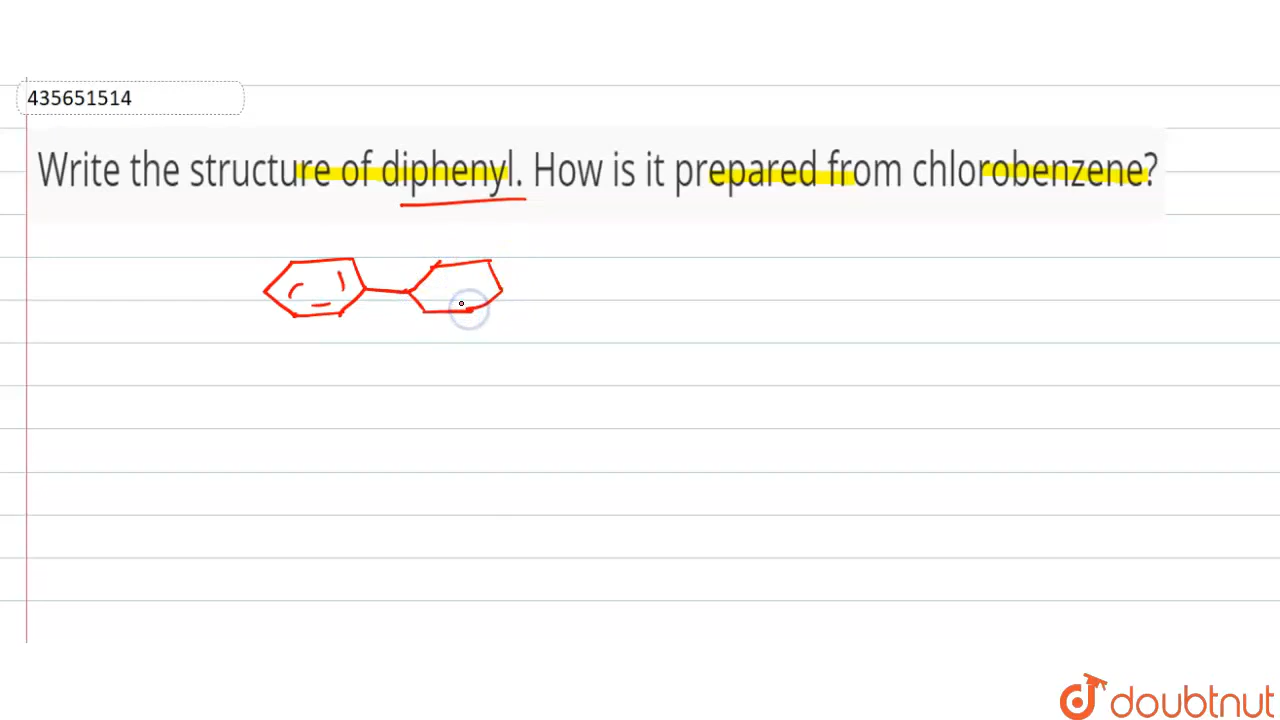 435651514
Write the structure of diphenyl. How is it prepared from chlorobenzene?
doubtnut